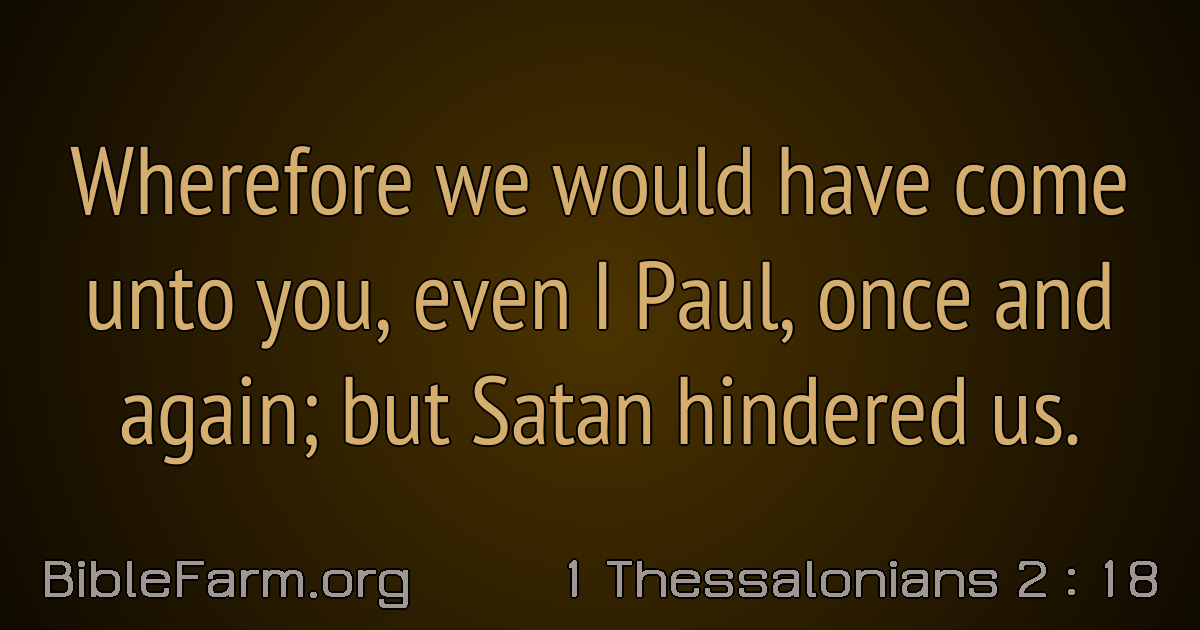 Wherefore we would have come
unto you, even I Paul, once and
again; but Satan hindered us.
BibleFarm.org
1 Thessalonians 2 : 18